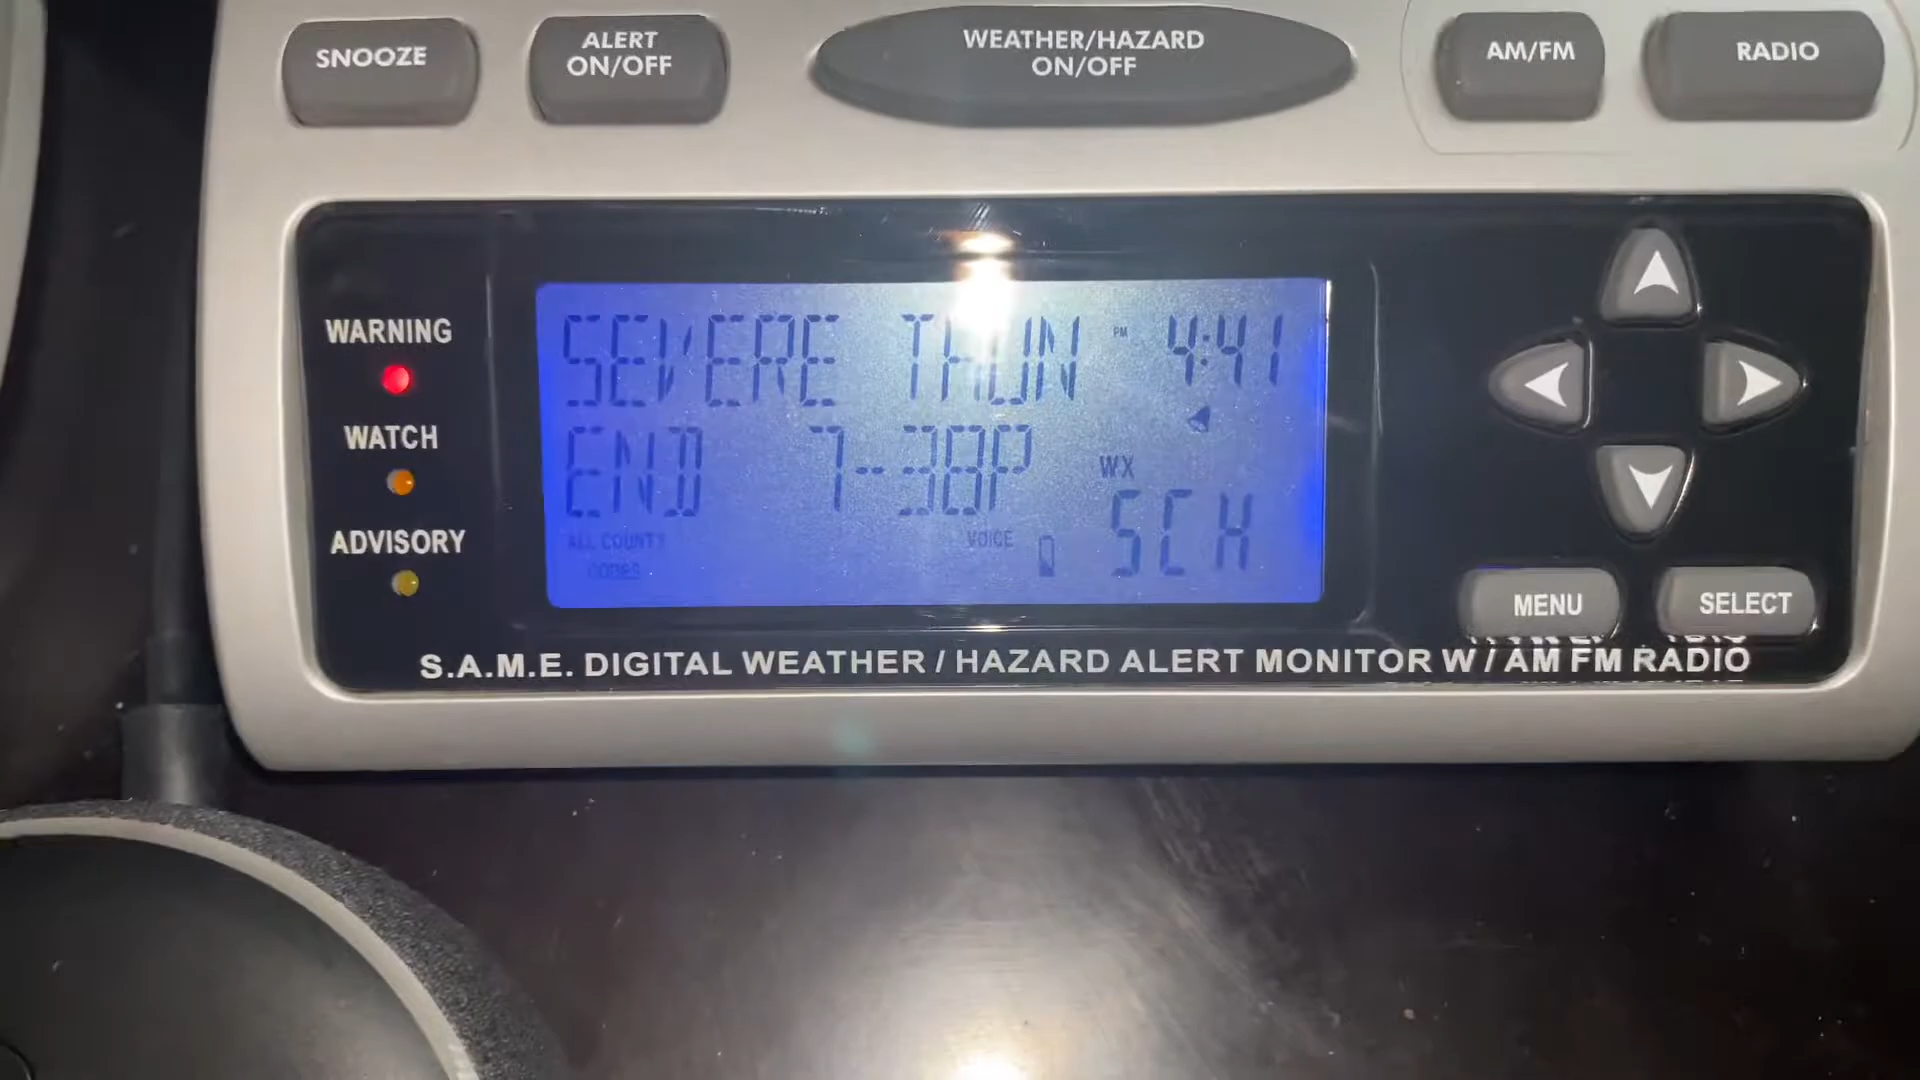 SNOOZE
ALERT
ON/OFF
WEATHER/HAZARD
ON/OFF
AM/FM
RADIO
WARNING
WATCH
ADVISORY
SEVERE THUN
PM 4:41
END 7-38P
WX
SCH
ALL COUNTY
CODES
VOICE
MENU
SELECT
S.A.M.E. DIGITAL WEATHER / HAZARD ALERT MONITOR W / AM FM RADIO